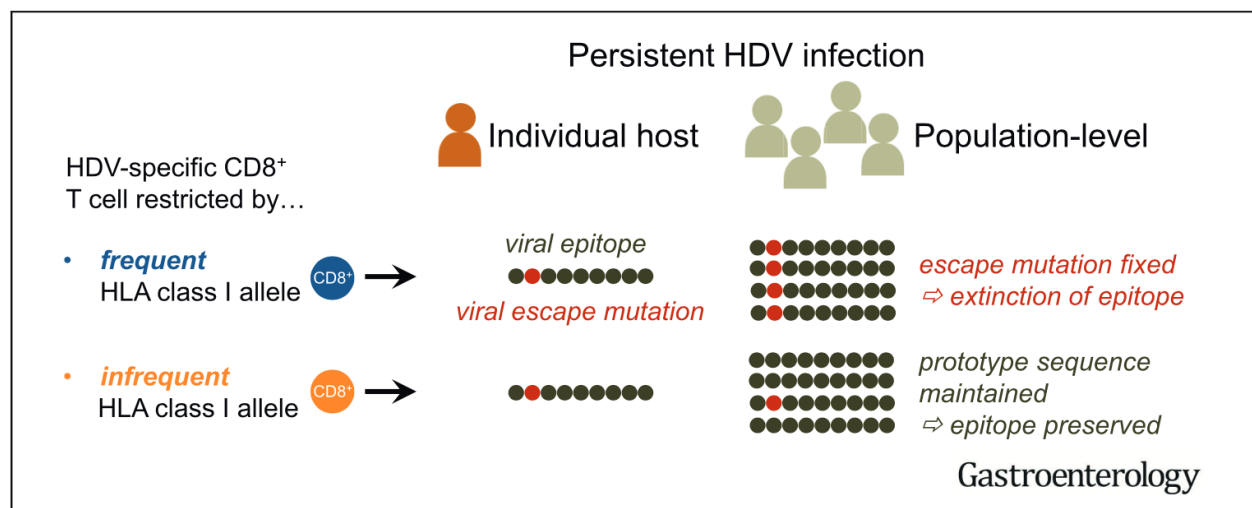 Persistent HDV infection
Individual host
Population-level
HDV-specific CD8⁺
T cell restricted by…
• frequent
HLA class I allele
CD8⁺
viral epitope
viral escape mutation
escape mutation fixed
⇨ extinction of epitope
• infrequent
HLA class I allele
CD8⁺
prototype sequence
maintained
⇨ epitope preserved
Gastroenterology